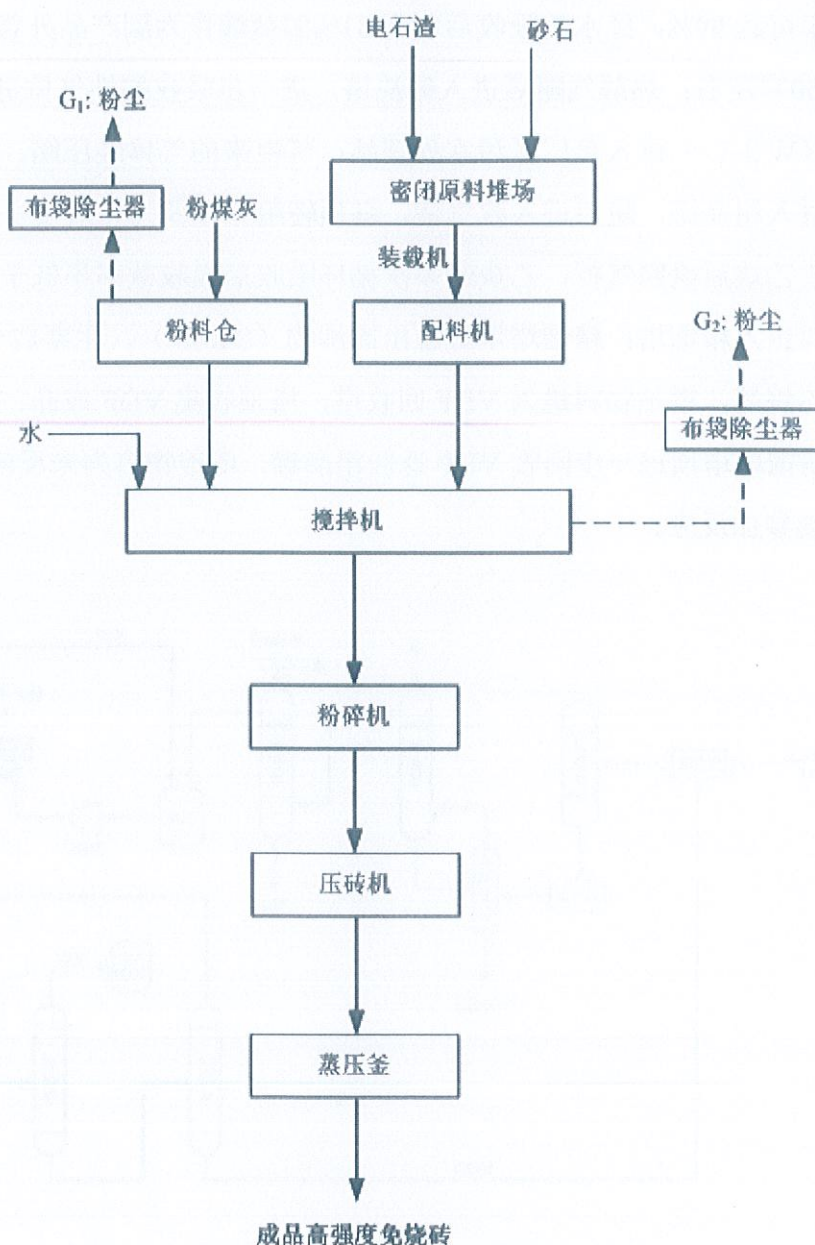 电石渣
砂石
G₁: 粉尘
布袋除尘器
粉煤灰
密闭原料堆场
装载机
粉料仓
配料机
G₂: 粉尘
布袋除尘器
水
搅拌机
粉碎机
压砖机
蒸压釜
成品高强度免烧砖